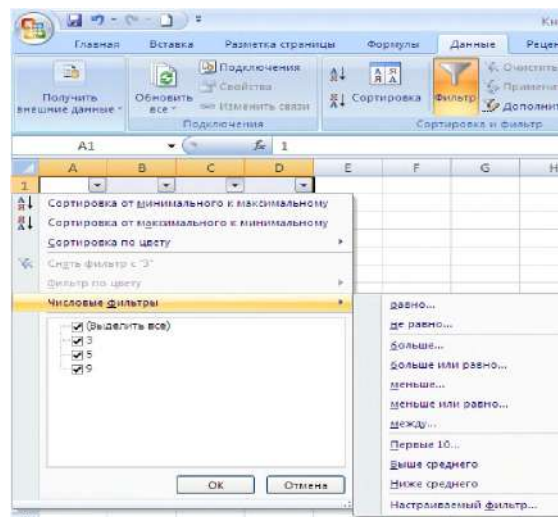 Кни
Главная Вставка Разметка страницы Формулы Данные Рецен
Получить внешние данные
Обновить все
Подключения
Свойства
Изменить связи
Подключения
Сортировка
Фильтр
Очистить
Примени
Дополнит
Сортировка и фильтр
A1 fx 1
A B C D E F G H
1
Сортировка от минимального к максимальному
Сортировка от максимального к минимальному
Сортировка по цвету
Снять фильтр с "3"
Фильтр по цвету
Числовые фильтры
(Выделить все)
3
5
9
ОК Отмена
равно...
не равно...
больше...
больше или равно...
меньше...
меньше или равно...
между...
Первые 10...
Выше среднего
Ниже среднего
Настраиваемый фильтр...